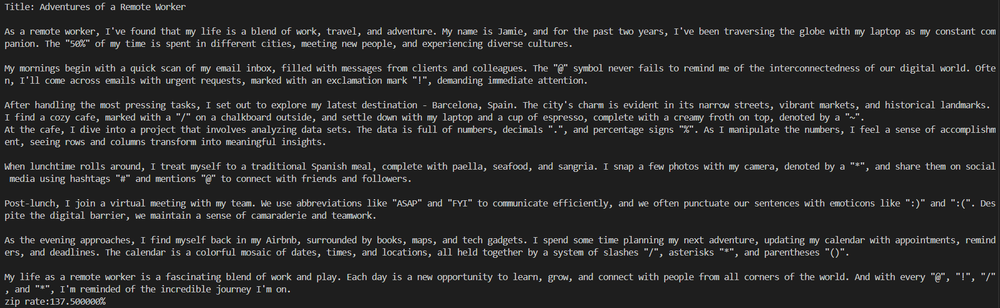 Title: Adventures of a Remote Worker
As a remote worker, I've found that my life is a blend of work, travel, and adventure. My name is Jamie, and for the past two years, I've been traversing the globe with my laptop as my constant com
panion. The "50%" of my time is spent in different cities, meeting new people, and experiencing diverse cultures.
My mornings begin with a quick scan of my email inbox, filled with messages from clients and colleagues. The "@" symbol never fails to remind me of the interconnectedness of our digital world. Ofte
n, I'll come across emails with urgent requests, marked with an exclamation mark "!", demanding immediate attention.
After handling the most pressing tasks, I set out to explore my latest destination - Barcelona, Spain. The city's charm is evident in its narrow streets, vibrant markets, and historical landmarks.
I find a cozy cafe, marked with a "/" on a chalkboard outside, and settle down with my laptop and a cup of espresso, complete with a creamy froth on top, denoted by a "~".
At the cafe, I dive into a project that involves analyzing data sets. The data is full of numbers, decimals ".", and percentage signs "%". As I manipulate the numbers, I feel a sense of accomplishm
ent, seeing rows and columns transform into meaningful insights.
When lunchtime rolls around, I treat myself to a traditional Spanish meal, complete with paella, seafood, and sangria. I snap a few photos with my camera, denoted by a "*", and share them on social
media using hashtags "#" and mentions "@" to connect with friends and followers.
Post-lunch, I join a virtual meeting with my team. We use abbreviations like "ASAP" and "FYI" to communicate efficiently, and we often punctuate our sentences with emoticons like ":)" and ":(". Des
pite the digital barrier, we maintain a sense of camaraderie and teamwork.
As the evening approaches, I find myself back in my Airbnb, surrounded by books, maps, and tech gadgets. I spend some time planning my next adventure, updating my calendar with appointments, remind
ers, and deadlines. The calendar is a colorful mosaic of dates, times, and locations, all held together by a system of slashes "/", asterisks "*", and parentheses "()".
My life as a remote worker is a fascinating blend of work and play. Each day is a new opportunity to learn, grow, and connect with people from all corners of the world. And with every "@", "!", "/"
, and "*", I'm reminded of the incredible journey I'm on.
zip rate:137.500000%